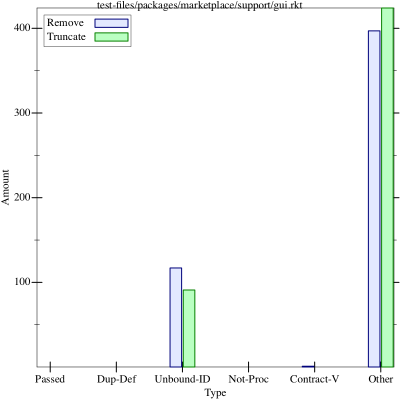 test-files/packages/marketplace/support/gui.rkt
Remove
Truncate
400
300
200
100
Amount
Passed Dup-Def Unbound-ID Not-Proc Contract-V Other
Type